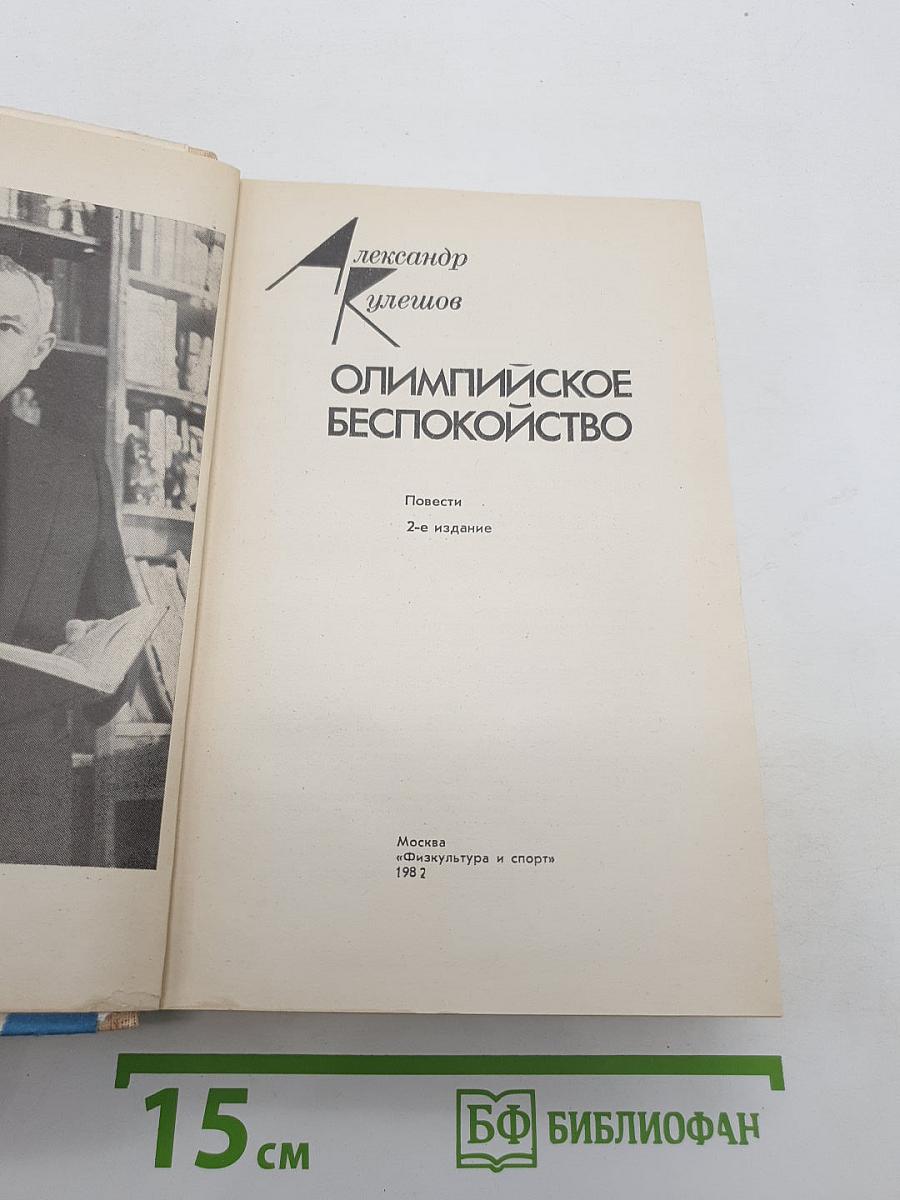 Александр
Кулешов
ОЛИМПИЙСКОЕ
БЕСПОКОЙСТВО
Повести
2-е издание
Москва
«Физкультура и спорт»
1982
15 см
БФ БИБЛИОФАН